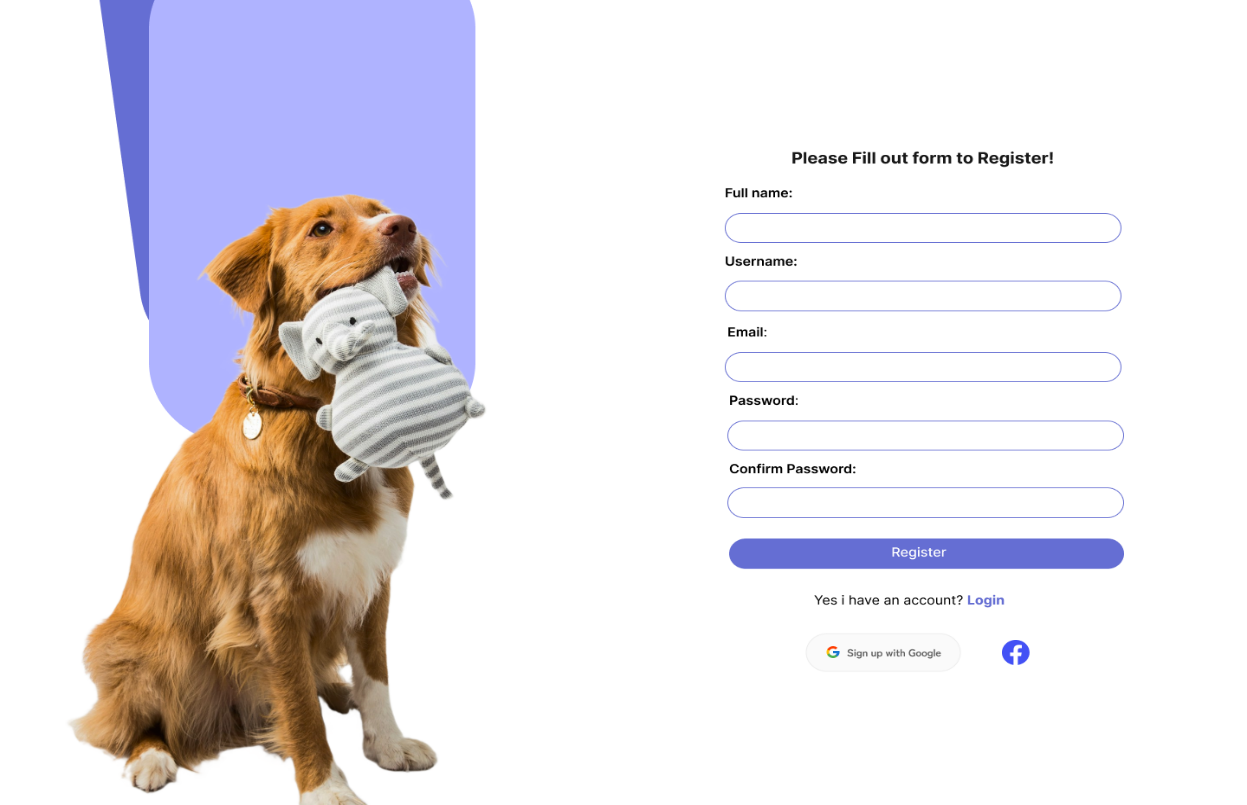 Please Fill out form to Register!
Full name:
Username:
Email:
Password:
Confirm Password:
Register
Yes i have an account? Login
Sign up with Google